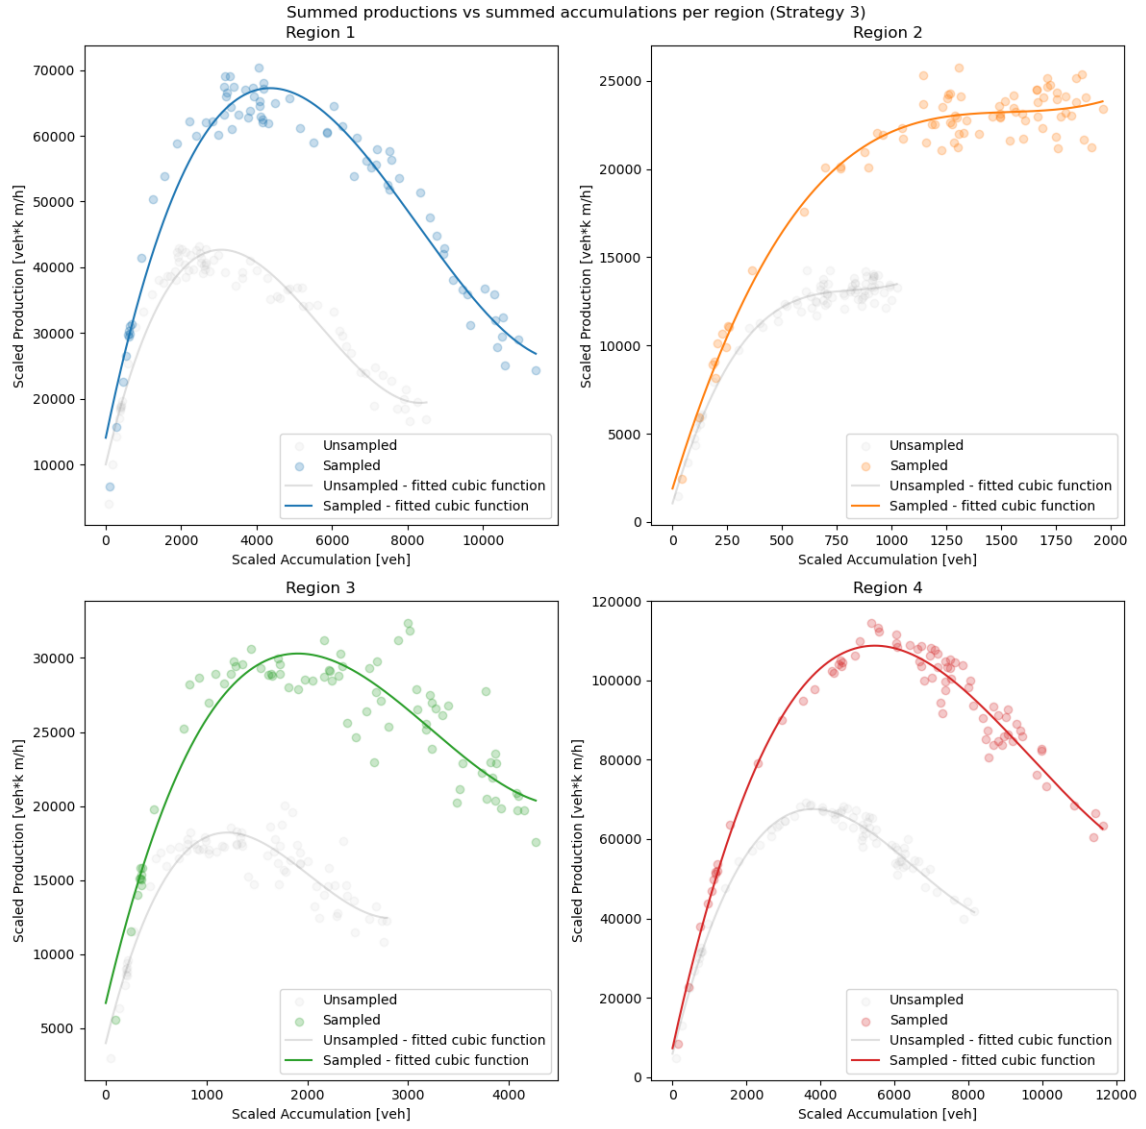 Summed productions vs summed accumulations per region (Strategy 3)
Region 1
70000
60000
50000
40000
30000
20000
10000
Scaled Production [veh*k m/h]
0
2000
4000
6000
8000
10000
Scaled Accumulation [veh]
Unsampled
Sampled
Unsampled - fitted cubic function
Sampled - fitted cubic function
Region 2
25000
20000
15000
10000
5000
0
Scaled Production [veh*k m/h]
0
250
500
750
1000
1250
1500
1750
2000
Scaled Accumulation [veh]
Unsampled
Sampled
Unsampled - fitted cubic function
Sampled - fitted cubic function
Region 3
30000
25000
20000
15000
10000
5000
Scaled Production [veh*k m/h]
0
1000
2000
3000
4000
Scaled Accumulation [veh]
Unsampled
Sampled
Unsampled - fitted cubic function
Sampled - fitted cubic function
Region 4
120000
100000
80000
60000
40000
20000
0
Scaled Production [veh*k m/h]
0
2000
4000
6000
8000
10000
12000
Scaled Accumulation [veh]
Unsampled
Sampled
Unsampled - fitted cubic function
Sampled - fitted cubic function